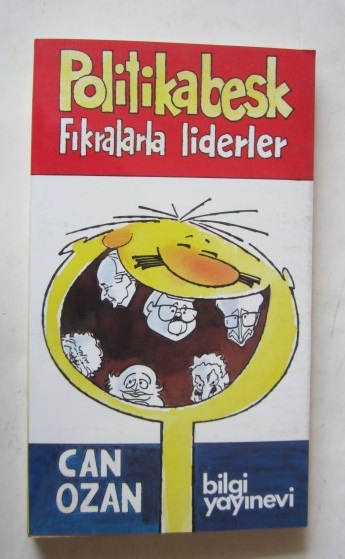 Politikabesk
Fıkralarla liderler
CAN
OZAN
bilgi
yayınevi